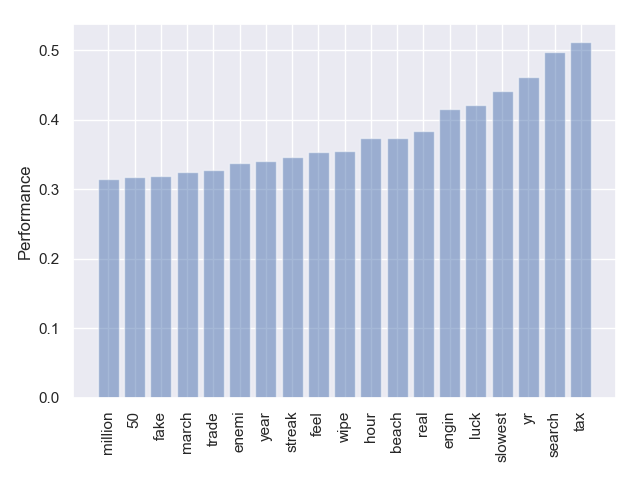 0.5
0.4
0.3
0.2
0.1
0.0
Performance
million
50
fake
march
trade
enemi
year
streak
feel
wipe
hour
beach
real
engin
luck
slowest
yr
search
tax